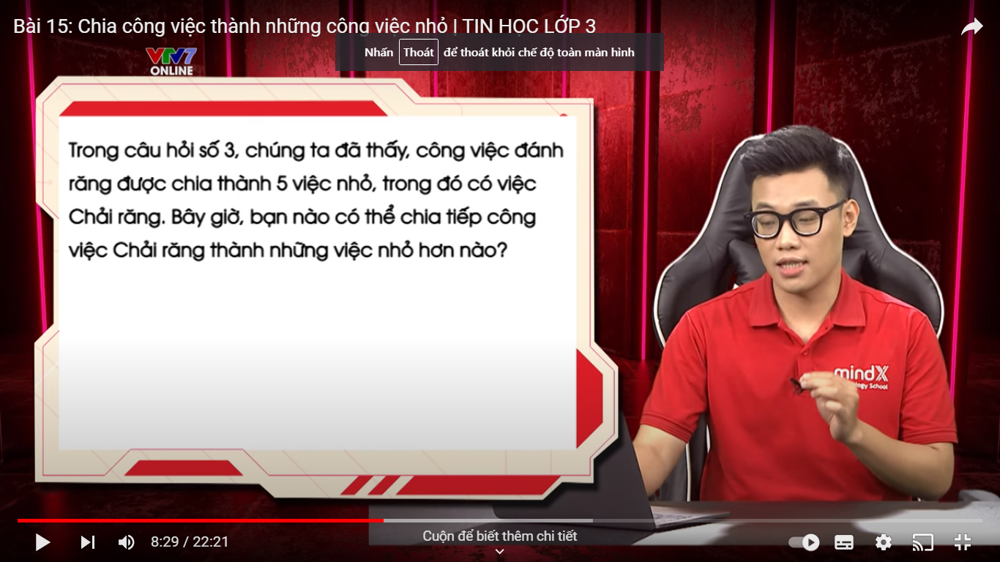 Bài 15: Chia công việc thành những công việc nhỏ | TIN HỌC LỚP 3
Nhấn Thoát để thoát khỏi chế độ toàn màn hình
VTV7
ONLINE
Trong câu hỏi số 3, chúng ta đã thấy, công việc đánh
răng được chia thành 5 việc nhỏ, trong đó có việc
Chải răng. Bây giờ, bạn nào có thể chia tiếp công
việc Chải răng thành những việc nhỏ hơn nào?
mindX
School
8:29 / 22:21
Cuộn để biết thêm chi tiết